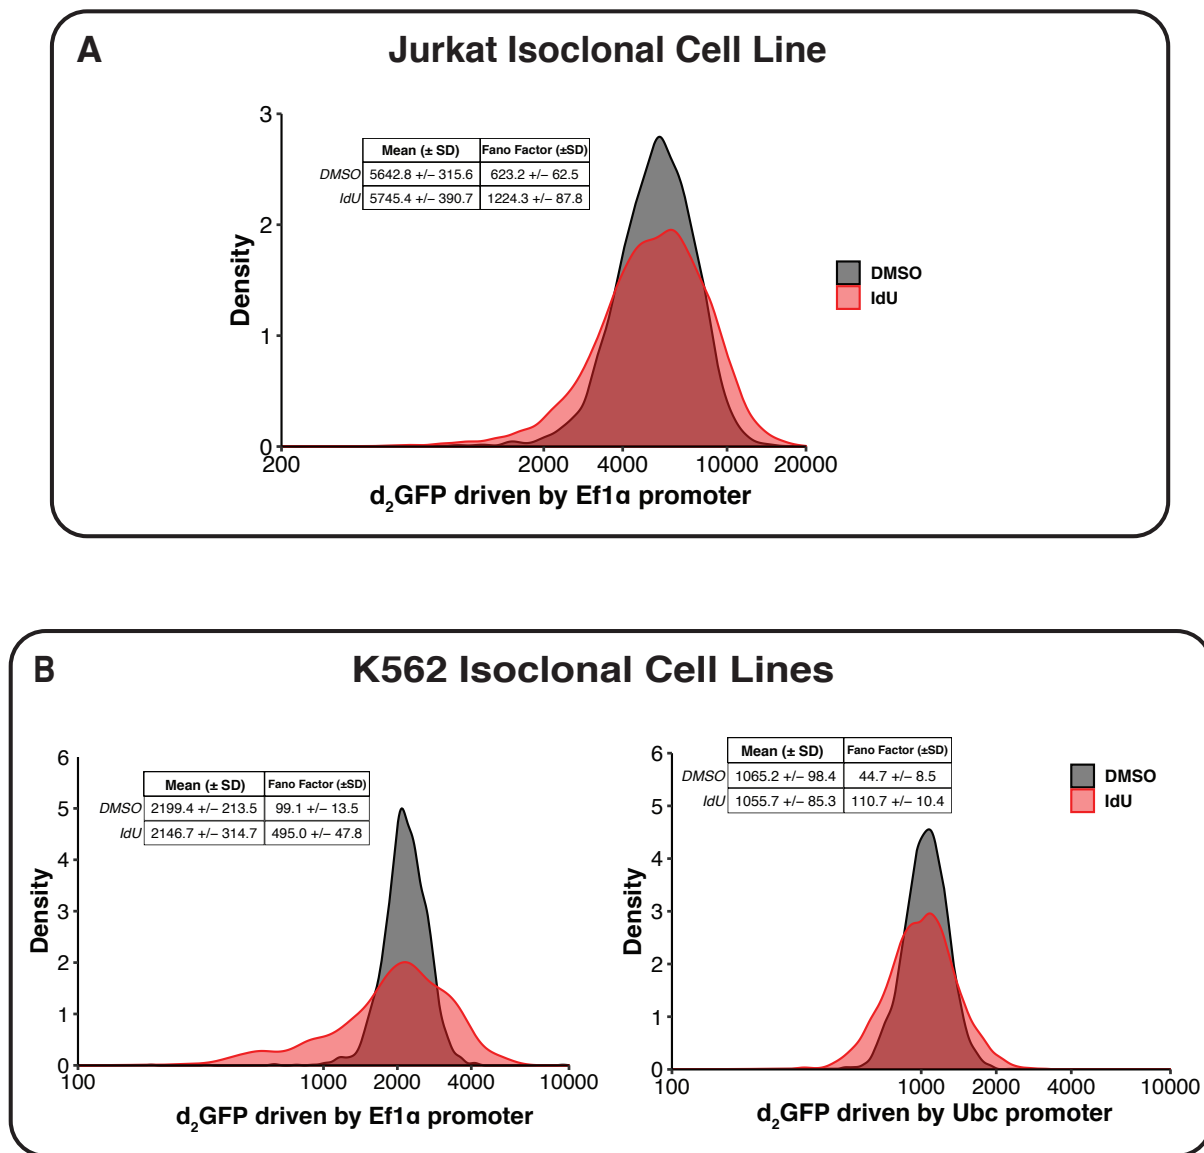 A
Jurkat Isoclonal Cell Line
3
2
1
0
Density
Mean (± SD) Fano Factor (±SD)
DMSO 5642.8 +/− 315.6 623.2 +/− 62.5
IdU 5745.4 +/− 390.7 1224.3 +/− 87.8
DMSO
IdU
200 2000 4000 10000 20000
d2GFP driven by Ef1α promoter
B
K562 Isoclonal Cell Lines
6
5
4
3
2
1
0
Density
Mean (± SD) Fano Factor (±SD)
DMSO 2199.4 +/− 213.5 99.1 +/− 13.5
IdU 2146.7 +/− 314.7 495.0 +/− 47.8
100 1000 2000 4000 10000
d2GFP driven by Ef1α promoter
6
5
4
3
2
1
0
Density
Mean (± SD) Fano Factor (±SD)
DMSO 1065.2 +/− 98.4 44.7 +/− 8.5
IdU 1055.7 +/− 85.3 110.7 +/− 10.4
DMSO
IdU
100 1000 2000 4000 10000
d2GFP driven by Ubc promoter